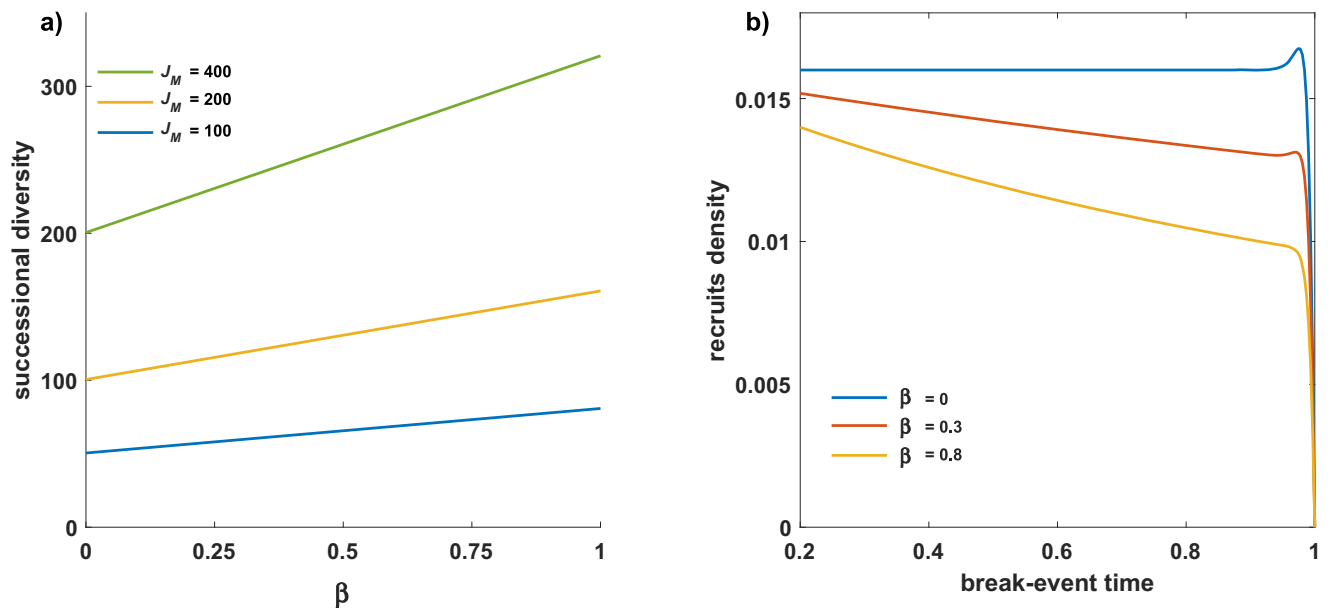 a)
J_M = 400
J_M = 200
J_M = 100
successional diversity
300
200
100
0
0 0.25 0.5 0.75 1
β
b)
recruits density
0.015
0.01
0.005
0
β = 0
β = 0.3
β = 0.8
0.2 0.4 0.6 0.8 1
break-event time